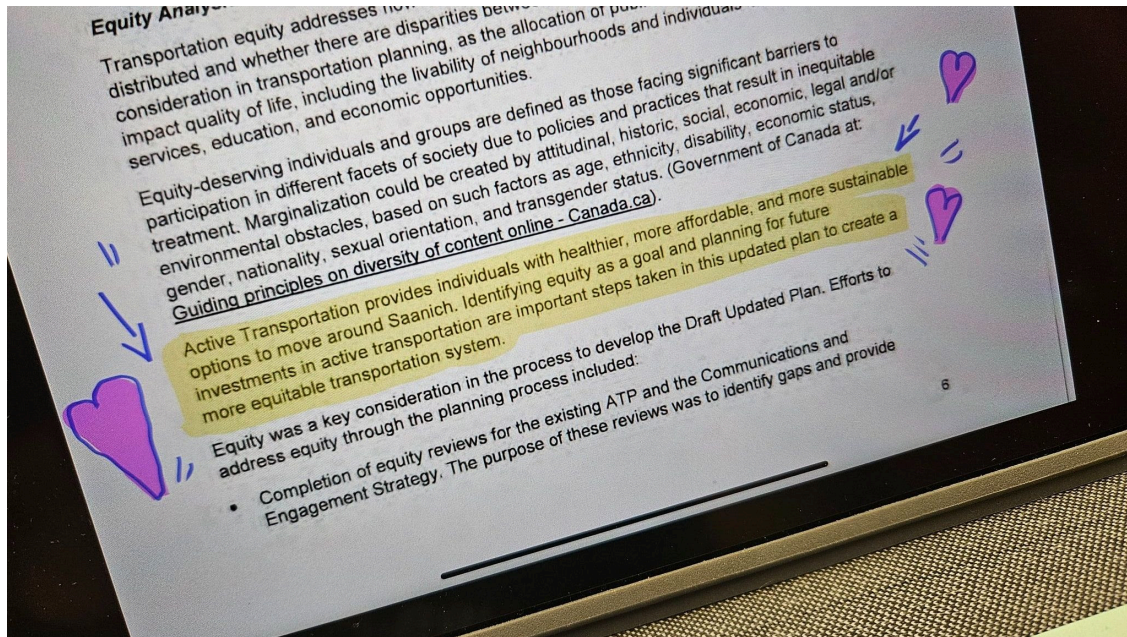 Equity
Transportation equity addresses
distributed and whether there are disparities
consideration in transportation planning, as the allocation of
impact quality of life, including the livability of neighbourhoods and individuals
services, education, and economic opportunities.
Equity-deserving individuals and groups are defined as those facing significant barriers to
participation in different facets of society due to policies and practices that result in inequitable
treatment. Marginalization could be created by attitudinal, historic, social, economic, legal and/or
environmental obstacles, based on such factors as age, ethnicity, disability, economic status,
gender, nationality, sexual orientation, and transgender status. (Government of Canada at:
Guiding principles on diversity of content online - Canada.ca).
Active Transportation provides individuals with healthier, more affordable, and more sustainable
options to move around Saanich. Identifying equity as a goal and planning for future
investments in active transportation are important steps taken in this updated plan to create a
more equitable transportation system.
Equity was a key consideration in the process to develop the Draft Updated Plan. Efforts to
address equity through the planning process included:
• Completion of equity reviews for the existing ATP and the Communications and
Engagement Strategy. The purpose of these reviews was to identify gaps and provide
6